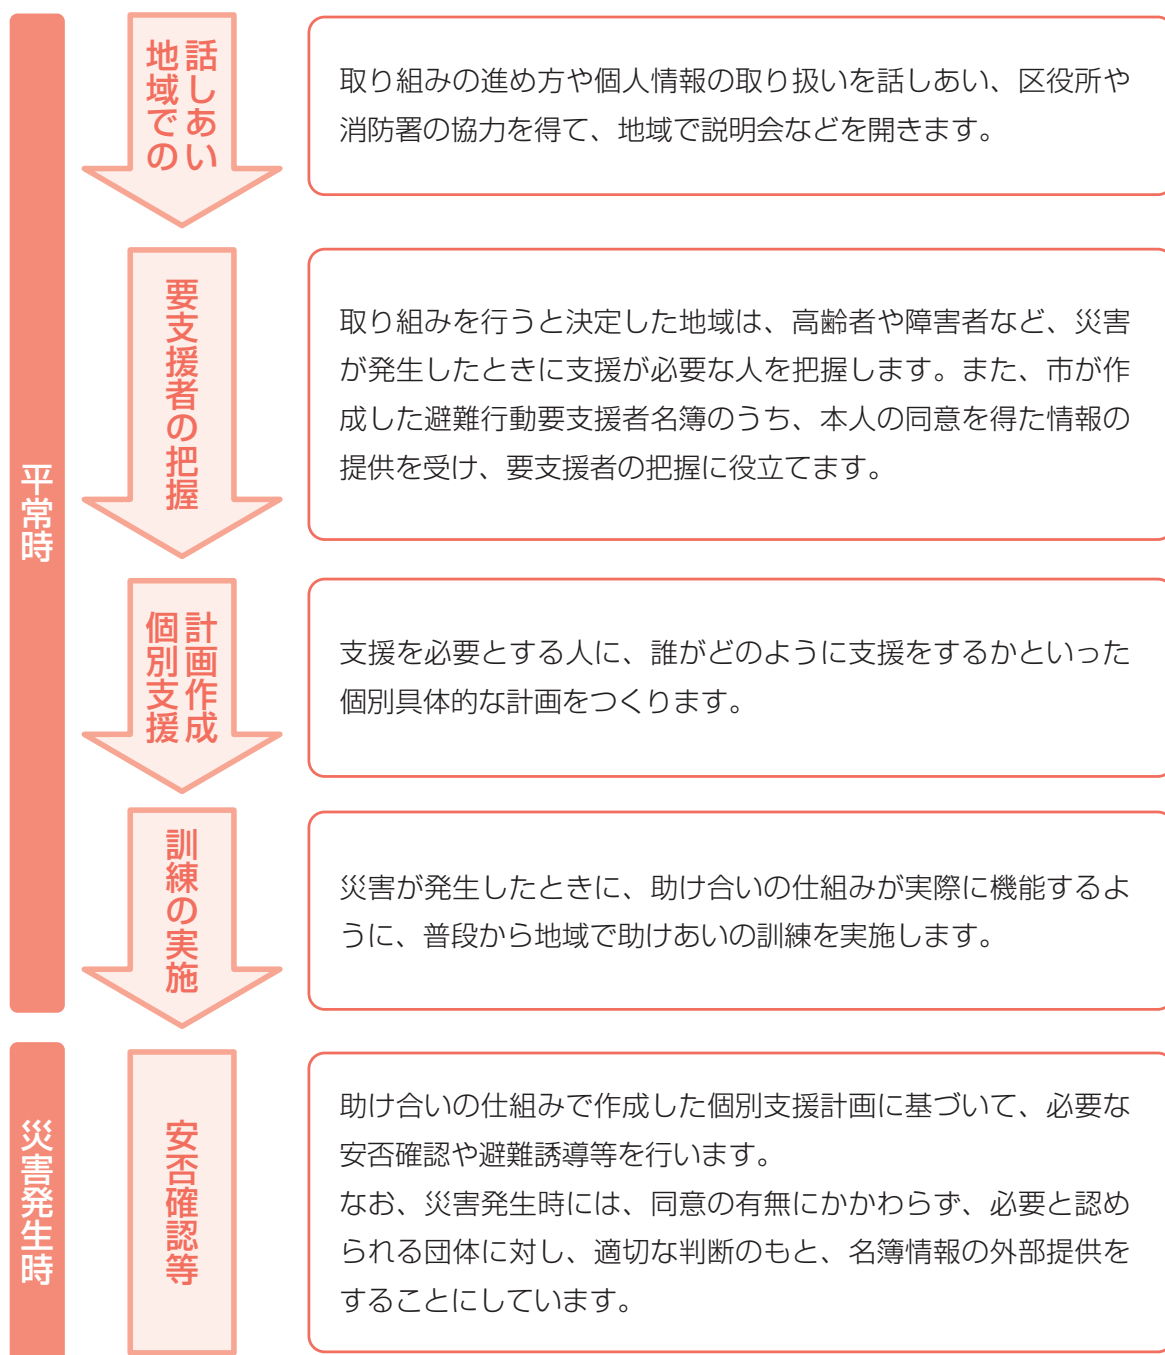 平常時
地域での
話しあい
取り組みの進め方や個人情報の取り扱いを話しあい、区役所や
消防署の協力を得て、地域で説明会などを開きます。
要支援者の把握
取り組みを行うと決定した地域は、高齢者や障害者など、災害
が発生したときに支援が必要な人を把握します。また、市が作
成した避難行動要支援者名簿のうち、本人の同意を得た情報の
提供を受け、要支援者の把握に役立てます。
個別支援
計画作成
支援を必要とする人に、誰がどのように支援をするかといった
個別具体的な計画をつくります。
訓練の実施
災害が発生したときに、助け合いの仕組みが実際に機能するよ
うに、普段から地域で助けあいの訓練を実施します。
災害発生時
安否確認等
助け合いの仕組みで作成した個別支援計画に基づいて、必要な
安否確認や避難誘導等を行います。
なお、災害発生時には、同意の有無にかかわらず、必要と認め
られる団体に対し、適切な判断のもと、名簿情報の外部提供を
することにしています。